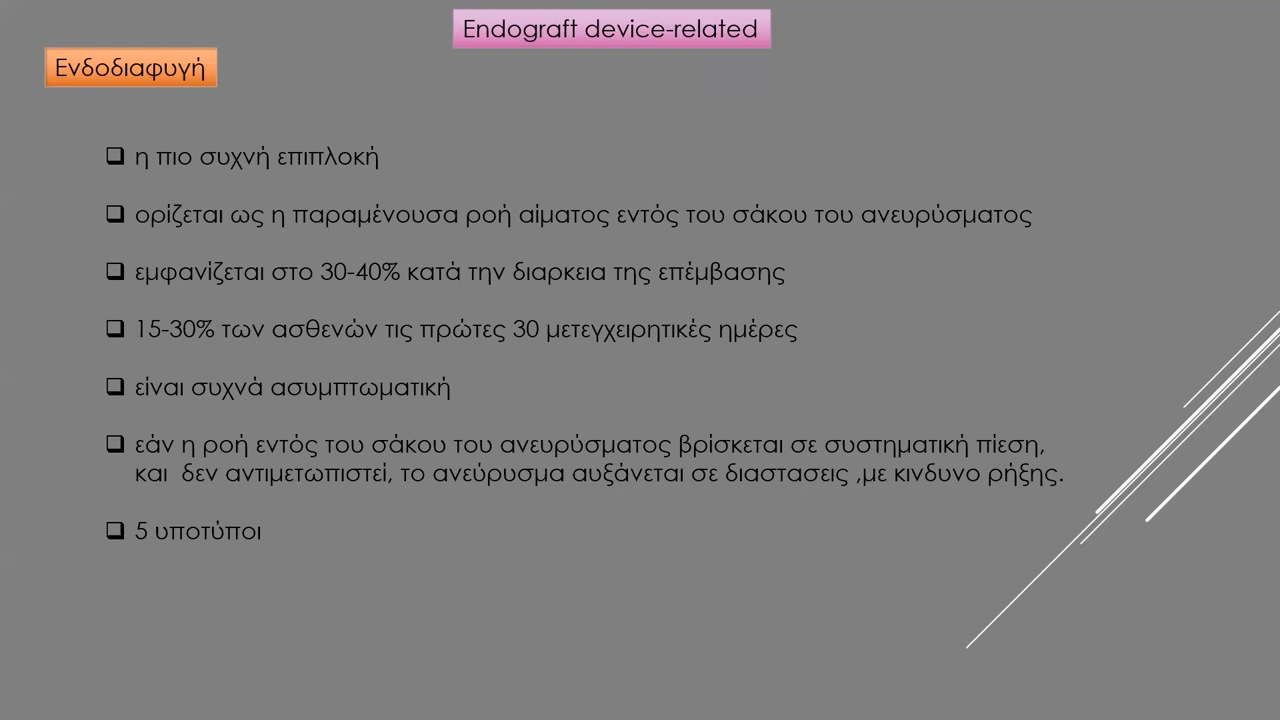 Endograft device-related
Ενδοδιαφυγή
η πιο συχνή επιπλοκή
ορίζεται ως η παραμένουσα ροή αίματος εντός του σάκου του ανευρύσματος
εμφανίζεται στο 30-40% κατά την διαρκεια της επέμβασης
15-30% των ασθενών τις πρώτες 30 μετεγχειρητικές ημέρες
είναι συχνά ασυμπτωματική
εάν η ροή εντός του σάκου του ανευρύσματος βρίσκεται σε συστηματική πίεση,
και δεν αντιμετωπιστεί, το ανεύρυσμα αυξάνεται σε διαστασεις ,με κινδυνο ρήξης.
5 υποτύποι